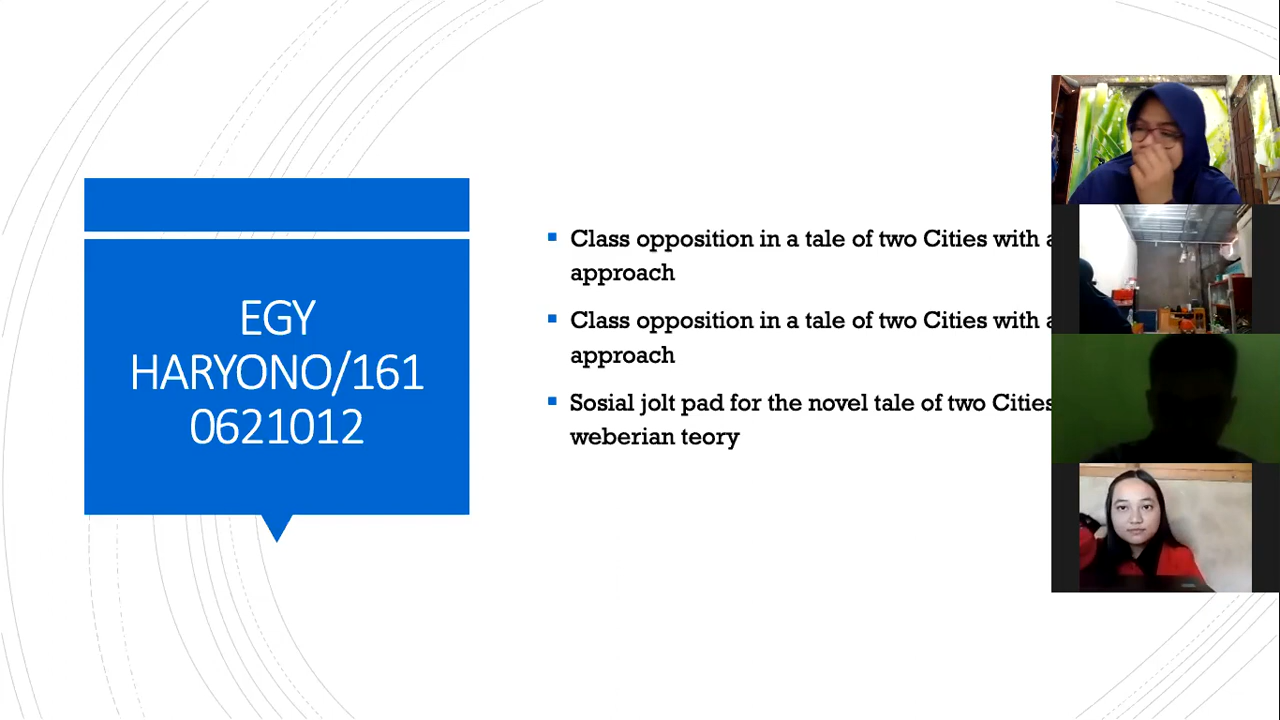 EGY
HARYONO/161
0621012
Class opposition in a tale of two Cities with
approach
Class opposition in a tale of two Cities with
approach
Sosial jolt pad for the novel tale of two Cities
weberian teory